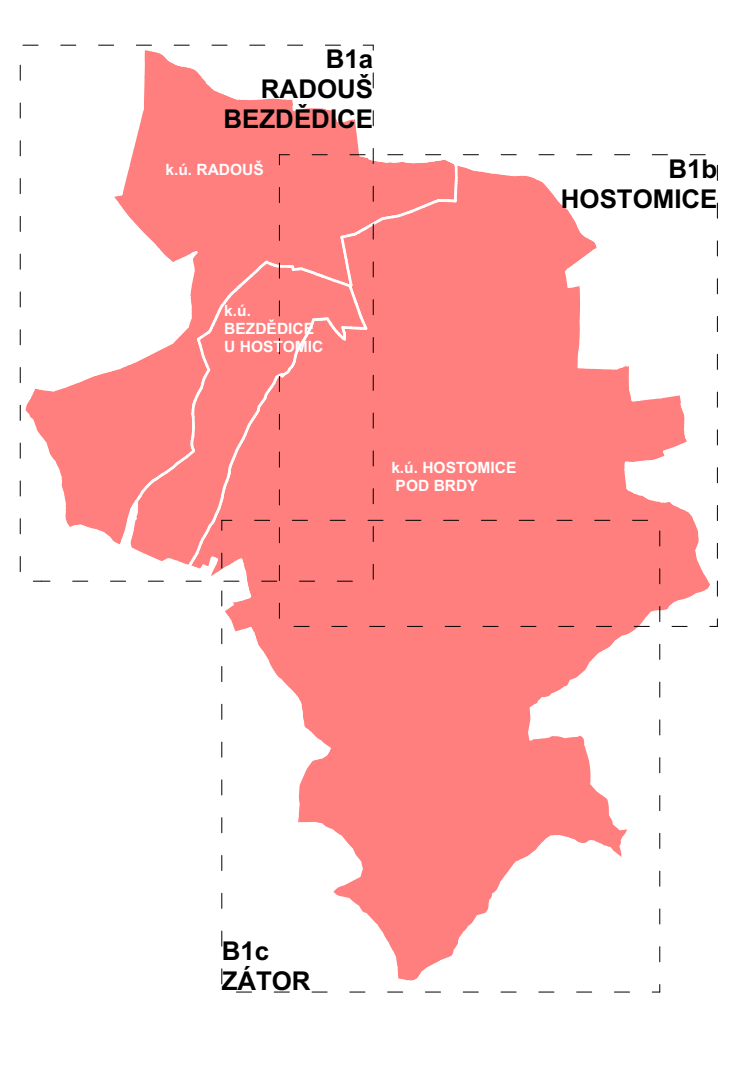 B1a
RADOUŠ
BEZDĚDICE
k.ú. RADOUŠ
B1b
HOSTOMICE
k.ú.
BEZDĚDICE
U HOSTOMIC
k.ú. HOSTOMICE
POD BRDY
B1c
ZÁTOR